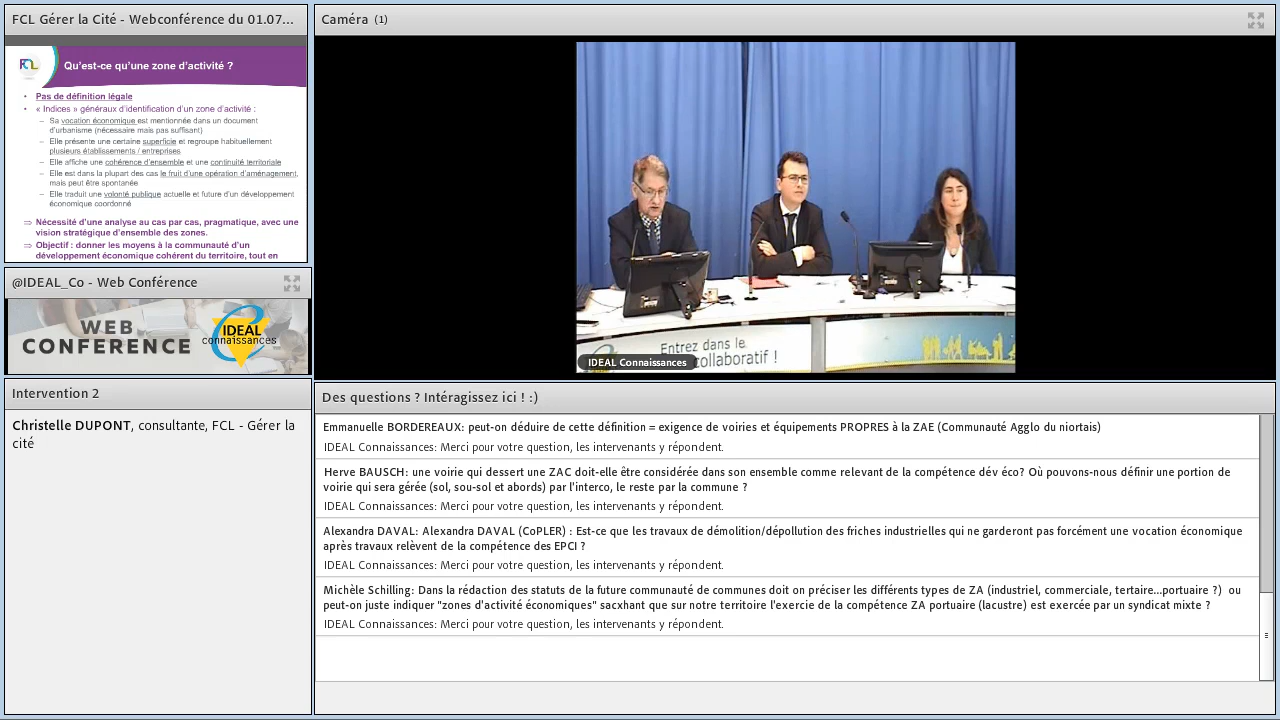 FCL Gérer la Cité - Webconférence du 01.07...
FCL
Qu'est-ce qu'une zone d'activité ?
• Pas de définition légale
• « Indices » généraux d'identification d'un zone d'activité :
– Sa vocation économique est mentionnée dans un document
d'urbanisme (nécessaire mais pas suffisant)
– Elle présente une certaine superficie et regroupe habituellement
plusieurs établissements / entreprises
– Elle affiche une cohérence d'ensemble et une continuité territoriale
– Elle est dans la plupart des cas le fruit d'une opération d'aménagement,
mais peut être spontanée
– Elle traduit une volonté publique actuelle et future d'un développement
économique coordonné
⇒ Nécessité d'une analyse au cas par cas, pragmatique, avec une
vision stratégique d'ensemble des zones.
⇒ Objectif : donner les moyens à la communauté d'un
développement économique cohérent du territoire, tout en
@IDEAL_Co - Web Conférence
WEB
CONFERENCE
IDEAL
connaissances
Intervention 2
Christelle DUPONT, consultante, FCL - Gérer la
cité
Caméra (1)
Entrez dans le
collaboratif !
IDEAL Connaissances
Des questions ? Intéragissez ici ! :)
Emmanuelle BORDEREAUX: peut-on déduire de cette définition = exigence de voiries et équipements PROPRES à la ZAE (Communauté Agglo du niortais)
IDEAL Connaissances: Merci pour votre question, les intervenants y répondent.
Herve BAUSCH: une voirie qui dessert une ZAC doit-elle être considérée dans son ensemble comme relevant de la compétence dév éco? Où pouvons-nous définir une portion de
voirie qui sera gérée (sol, sou-sol et abords) par l'interco, le reste par la commune ?
IDEAL Connaissances: Merci pour votre question, les intervenants y répondent.
Alexandra DAVAL: Alexandra DAVAL (CoPLER) : Est-ce que les travaux de démolition/dépollution des friches industrielles qui ne garderont pas forcément une vocation économique
après travaux relèvent de la compétence des EPCI ?
IDEAL Connaissances: Merci pour votre question, les intervenants y répondent.
Michèle Schilling: Dans la rédaction des statuts de la future communauté de communes doit on préciser les différents types de ZA (industriel, commerciale, tertaire...portuaire ?) ou
peut-on juste indiquer "zones d'activité économiques" sacxhant que sur notre territoire l'exercie de la compétence ZA portuaire (lacustre) est exercée par un syndicat mixte ?
IDEAL Connaissances: Merci pour votre question, les intervenants y répondent.